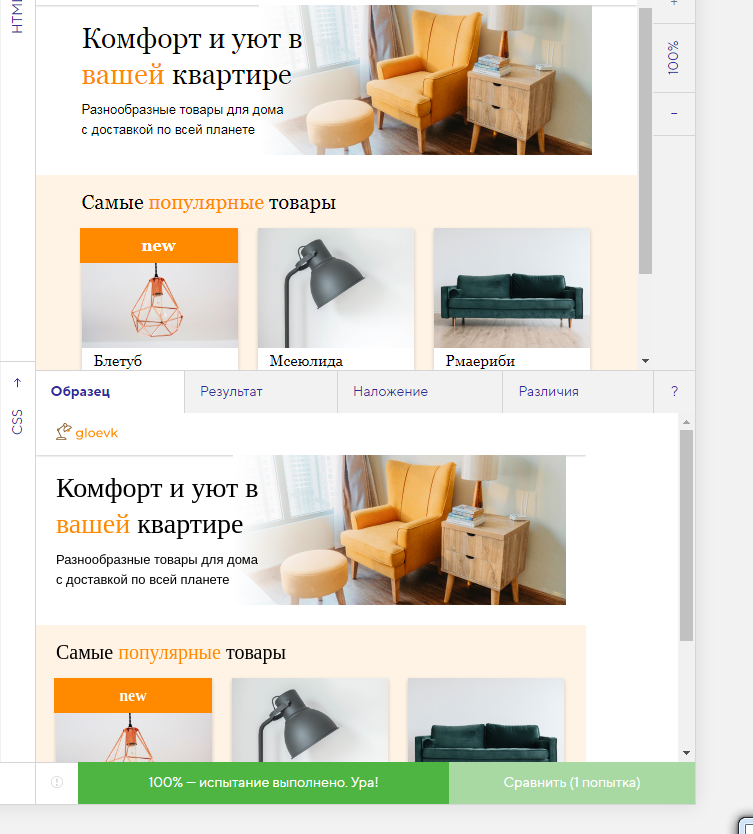 HTML
+
100%
−
Комфорт и уют в
вашей квартире
Разнообразные товары для дома
с доставкой по всей планете
Самые популярные товары
new
Блетуб
Мсеюлида
Рмаериби
CSS
Образец
Результат
Наложение
Различия
?
gloevk
Комфорт и уют в
вашей квартире
Разнообразные товары для дома
с доставкой по всей планете
Самые популярные товары
new
100% — испытание выполнено. Ура!
Сравнить (1 попытка)